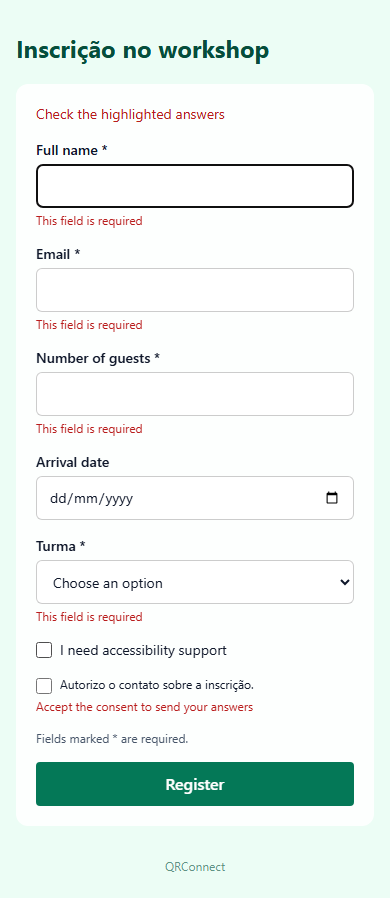 Inscrição no workshop
Check the highlighted answers
Full name *
This field is required
Email *
This field is required
Number of guests *
This field is required
Arrival date
dd/mm/yyyy
Turma *
Choose an option
This field is required
I need accessibility support
Autorizo o contato sobre a inscrição.
Accept the consent to send your answers
Fields marked * are required.
Register
QRConnect